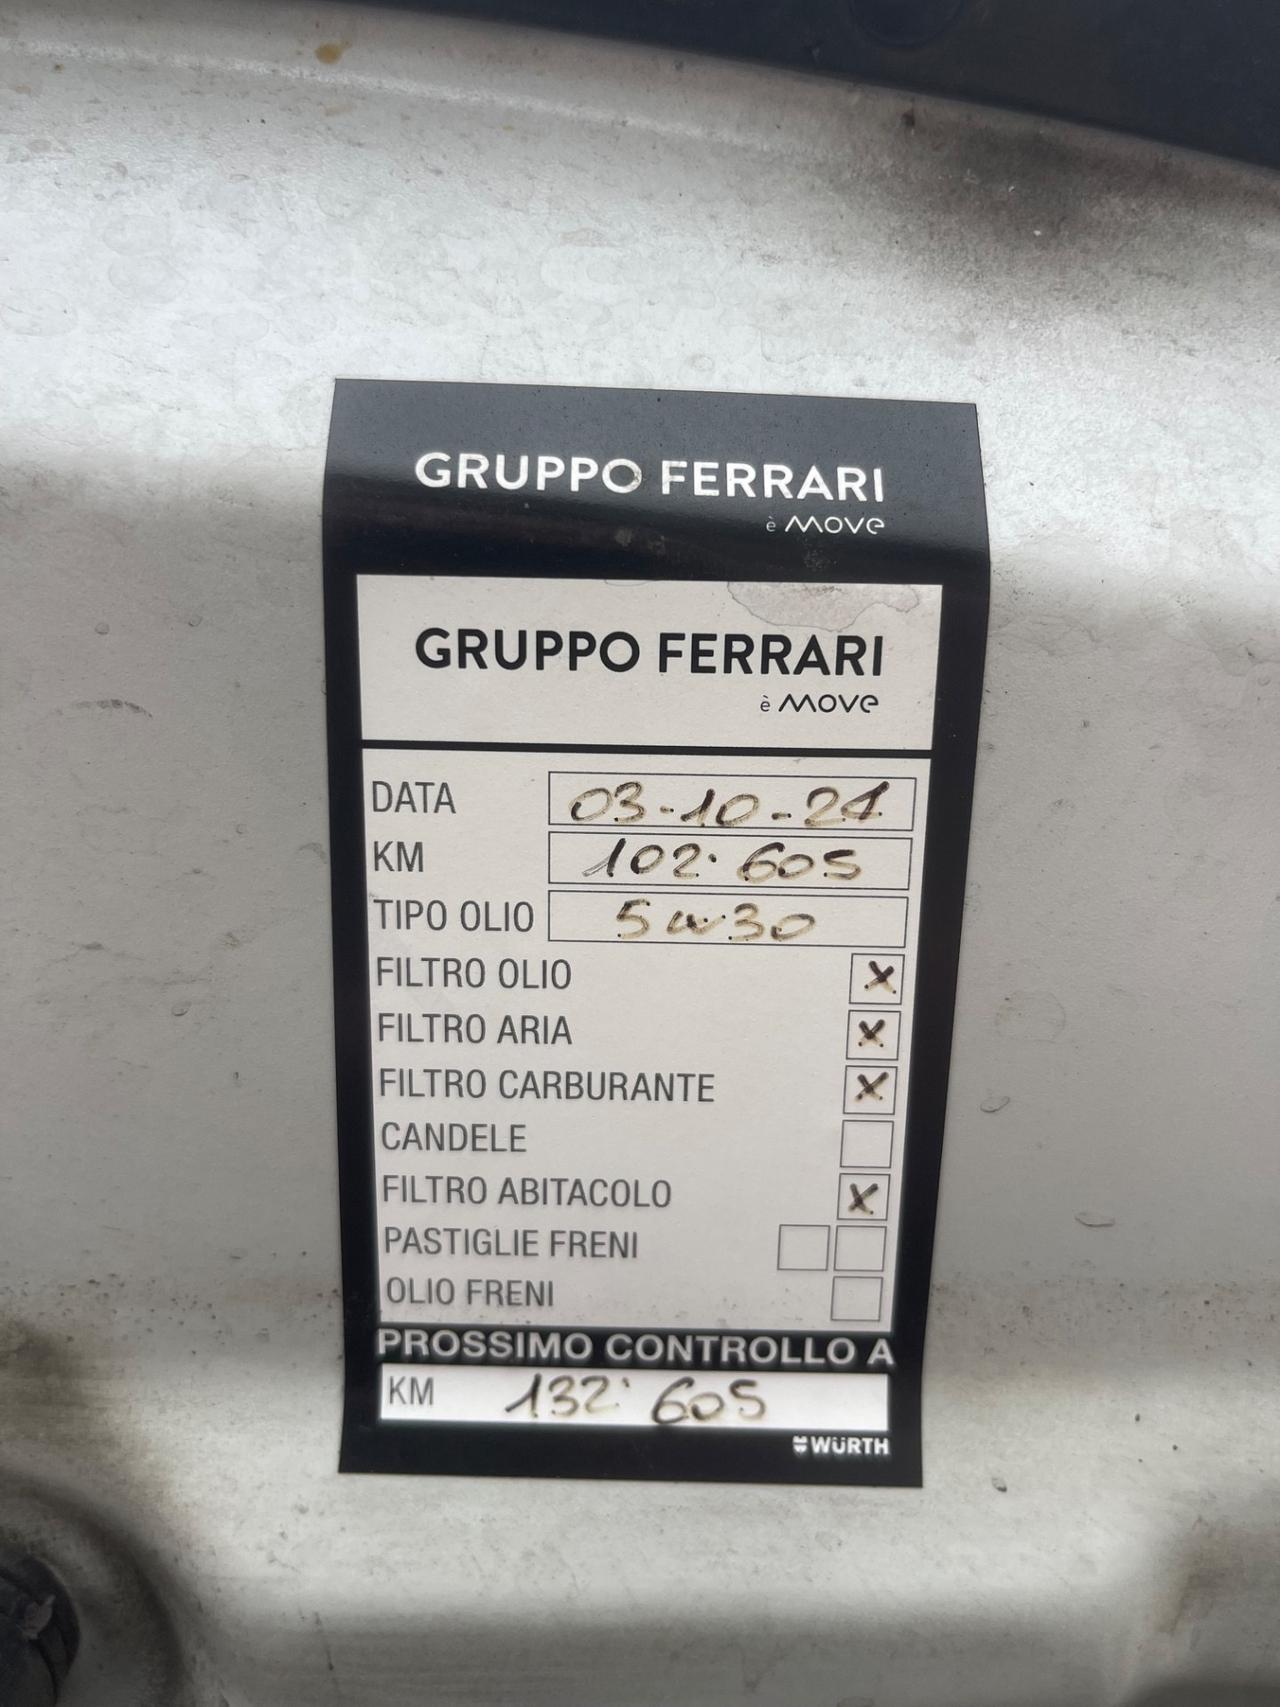 GRUPPO FERRARI
è MOVE
GRUPPO FERRARI
è MOVE
DATA 03-10-24
KM 102.605
TIPO OLIO 5w30
FILTRO OLIO X
FILTRO ARIA X
FILTRO CARBURANTE X
CANDELE
FILTRO ABITACOLO X
PASTIGLIE FRENI
OLIO FRENI
PROSSIMO CONTROLLO A
KM 132.605
WÜRTH